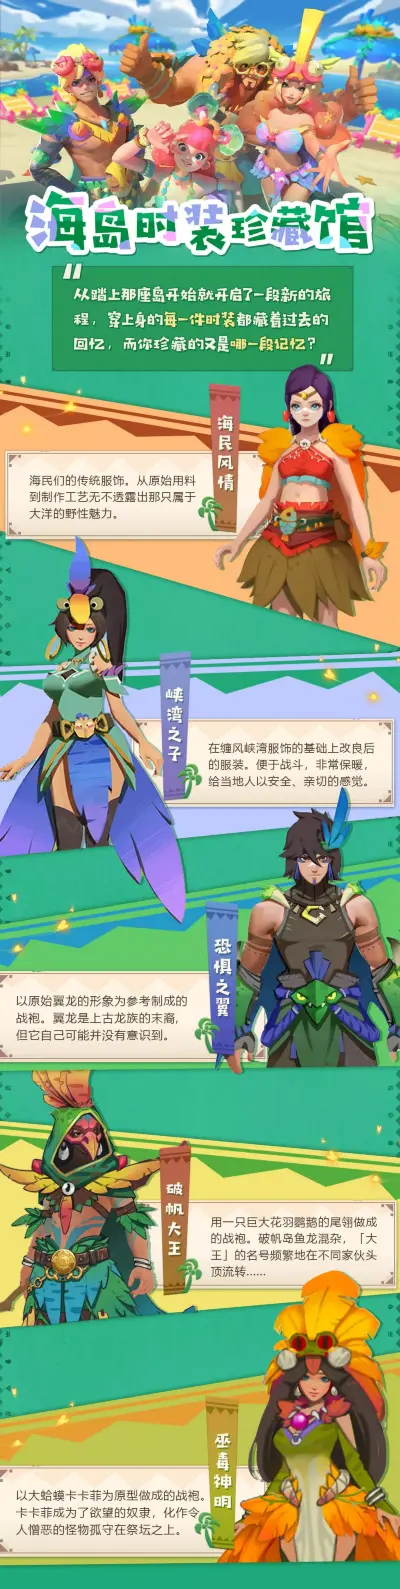 海岛时装珍藏馆
从踏上那座岛开始就开启了一段新的旅
程，穿上身的每一件时装都藏着过去的
回忆，而你珍藏的又是哪一段记忆？
海民风情
海民们的传统服饰。从原始用料
到制作工艺无不透露出那只属于
大洋的野性魅力。
峡湾之子
在缠风峡湾服饰的基础上改良后
的服装。便于战斗，非常保暖，
给当地人以安全、亲切的感觉。
恐惧之翼
以原始翼龙的形象为参考制成的
战袍。翼龙是上古龙族的末裔，
但它自己可能并没有意识到。
破帆大王
用一只巨大花羽鹦鹉的尾翎做成
的战袍。破帆岛鱼龙混杂，「大
王」的名号频繁地在不同家伙头
顶流转......
巫毒神明
以大蛤蟆卡卡菲为原型做成的战袍。
卡卡菲成为了欲望的奴隶，化作令
人憎恶的怪物孤守在祭坛之上。